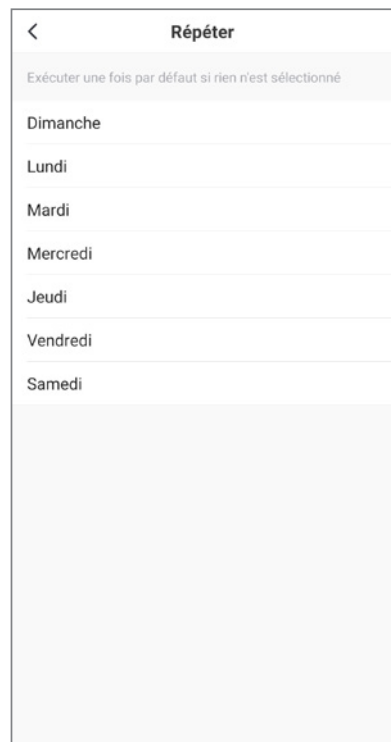 Répéter
Exécuter une fois par défaut si rien n'est sélectionné
Dimanche
Lundi
Mardi
Mercredi
Jeudi
Vendredi
Samedi